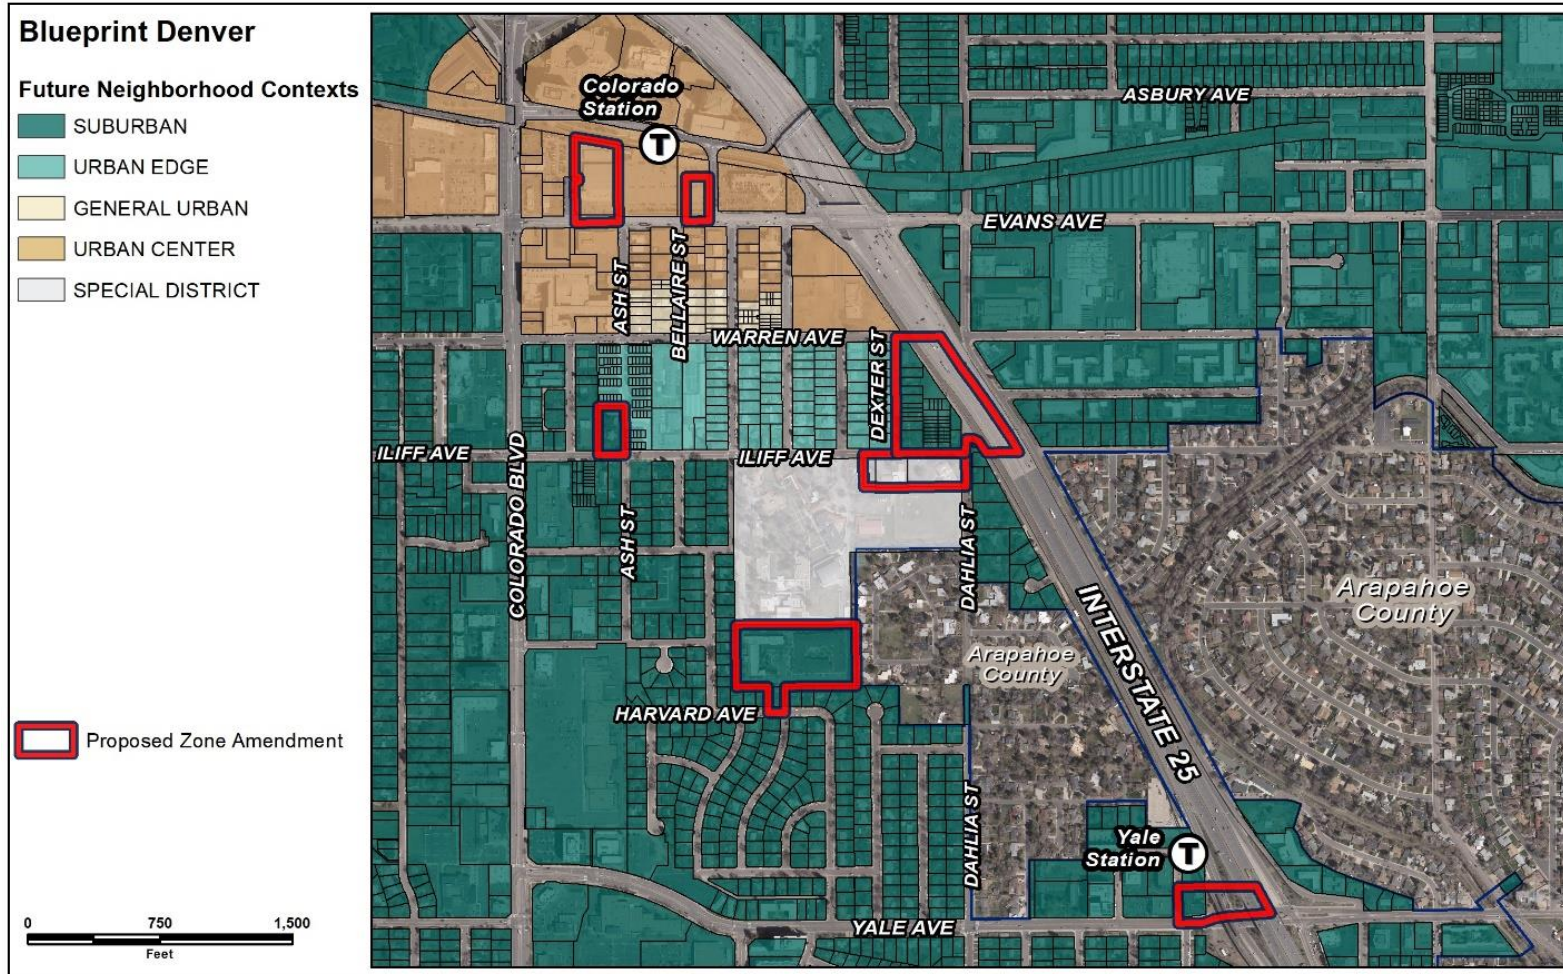 Blueprint Denver
Future Neighborhood Contexts
SUBURBAN
URBAN EDGE
GENERAL URBAN
URBAN CENTER
SPECIAL DISTRICT
Proposed Zone Amendment
0 750 1,500
Feet
Colorado
Station
T
ASBURY AVE
EVANS AVE
ASH ST
BELLAIRE ST
WARREN AVE
DEXTER ST
ILIFF AVE
COLORADO BLVD
ILIFF AVE
ASH ST
DAHLIA ST
INTERSTATE 25
Arapahoe
County
Arapahoe
County
HARVARD AVE
DAHLIA ST
Yale
Station
T
YALE AVE